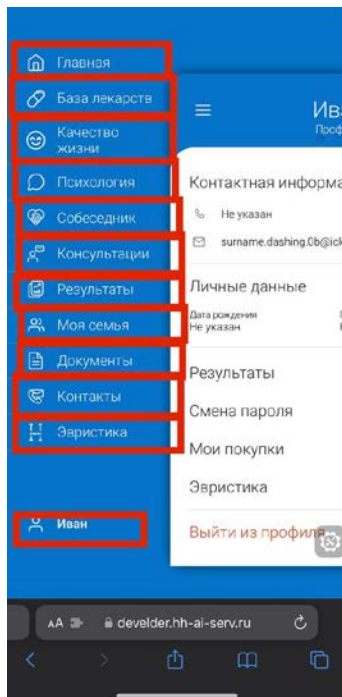 Главная
База лекарств
Качество
жизни
Психология
Собеседник
Консультации
Результаты
Моя семья
Документы
Контакты
Эвристика
Иван
Ива
Проф
Контактная информа
Не указан
surname.dashing.0b@icl
Личные данные
Дата рождения
Не указан
Результаты
Смена пароля
Мои покупки
Эвристика
Выйти из профиля
AA
develder.hh-ai-serv.ru